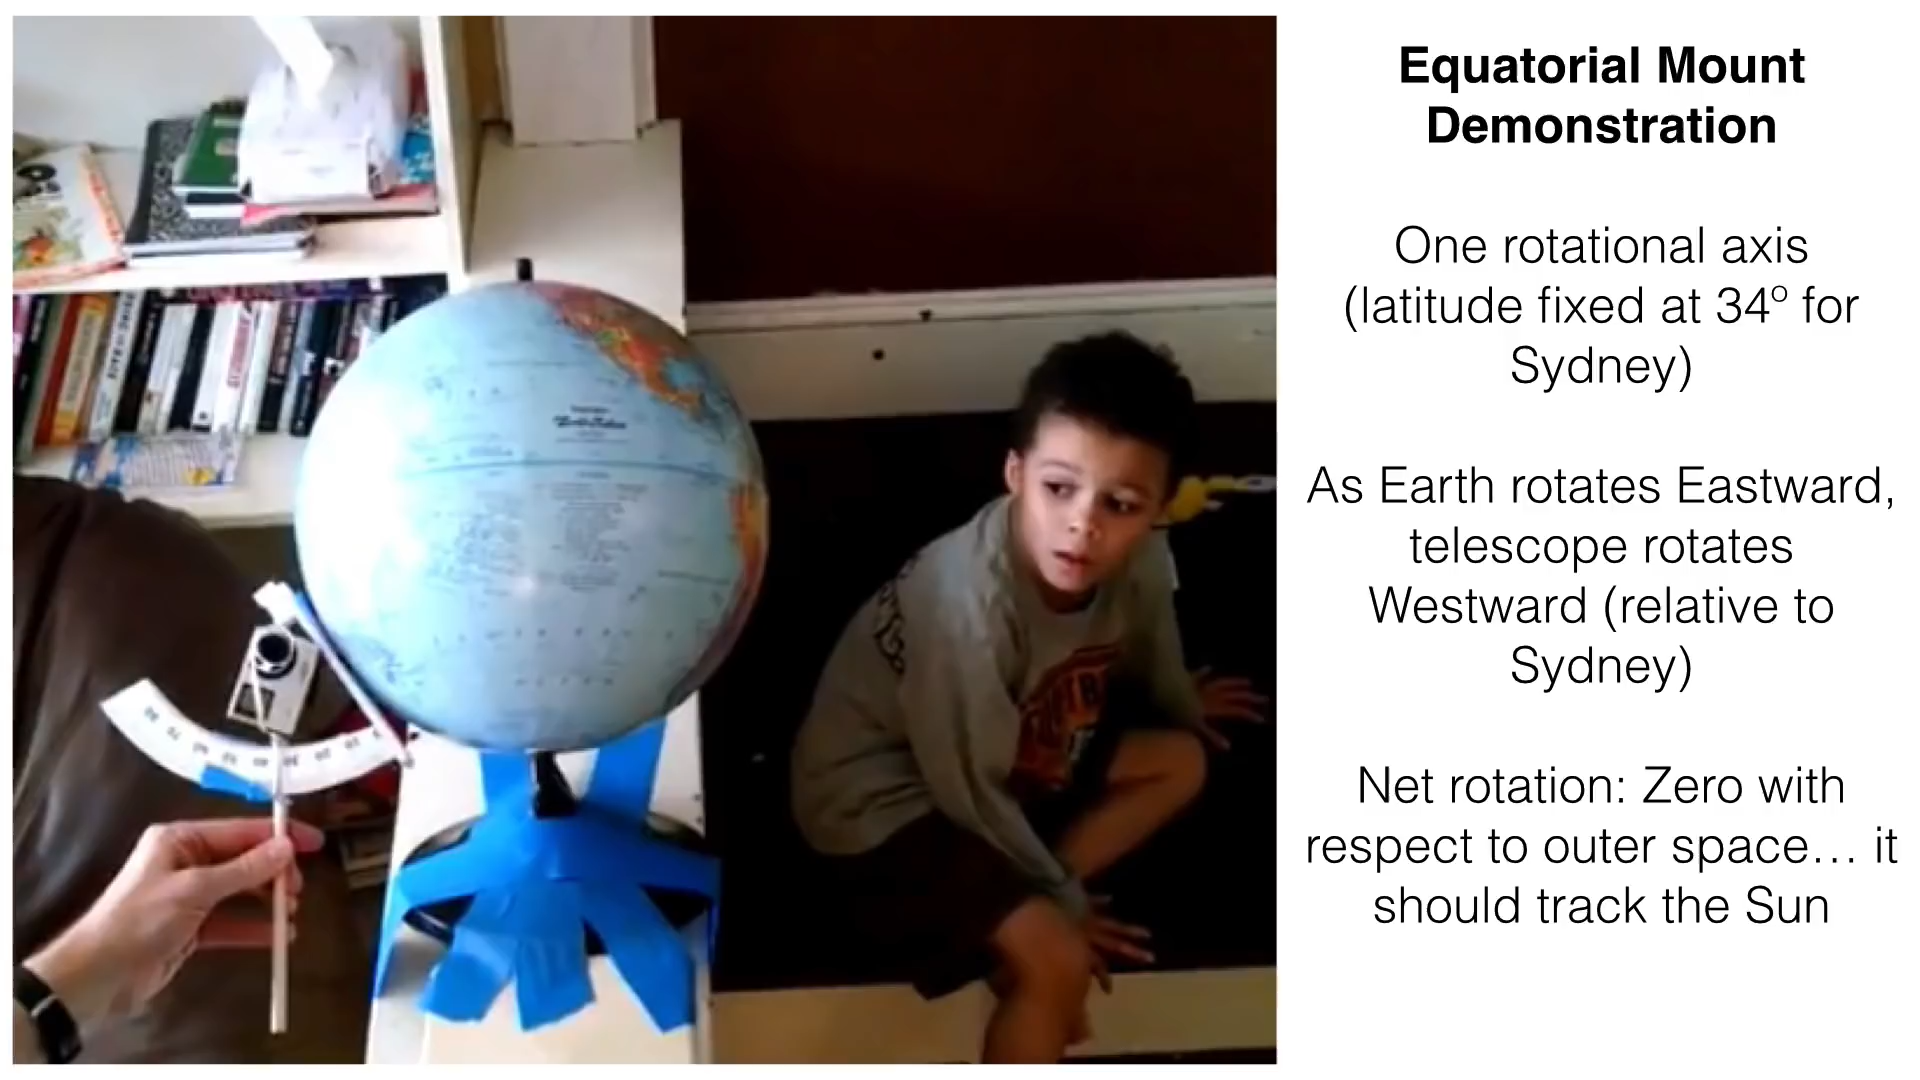 Equatorial Mount
Demonstration
One rotational axis
(latitude fixed at 34º for
Sydney)
As Earth rotates Eastward,
telescope rotates
Westward (relative to
Sydney)
Net rotation: Zero with
respect to outer space… it
should track the Sun